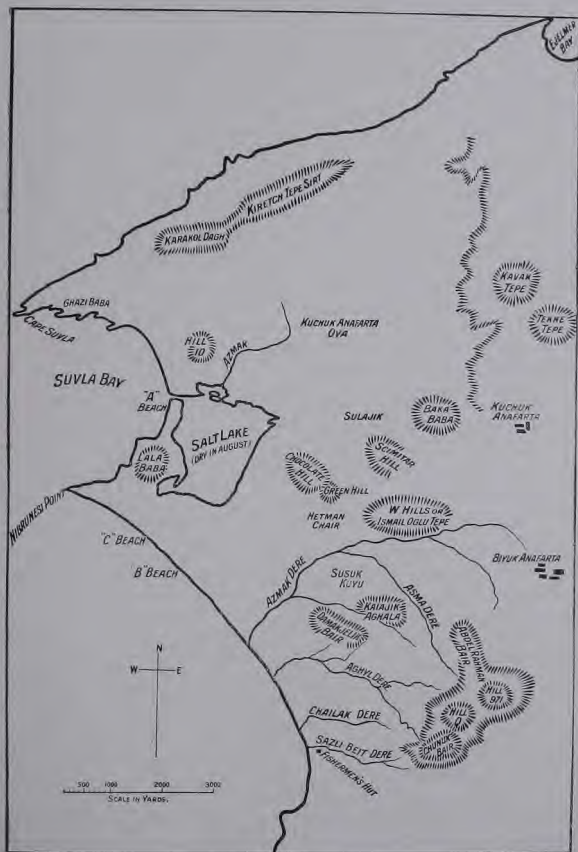 EJELMER
BAY
KIRETCH TEPE SIRT
KARAKOL DAGH
KAVAK
TEPE
TEKKE
TEPE
GHAZI BABA
CAPE SUVLA
HILL
10
AZMAK
KUCHUK ANAFARTA
OVA
SUVLA BAY
"A"
BEACH
BAKA
BABA
KUCHUK
ANAFARTA
SULAJIK
SALT LAKE
(DRY IN AUGUST)
LALA
BABA
SCIMITAR
HILL
CHOCOLATE
HILL
GREEN HILL
NIBRUNESI POINT
HETMAN
CHAIR
W. HILLS OR
ISMAIL OGLU TEPE
"C" BEACH
B" BEACH
BIYUK ANAFARTA
AZMAK DERE
SUSUK
KUYU
ASMA DERE
KAIAJIK
AGHALA
DAMAKJELIK
BAIR
ABDEL RAHMAN
BAIR
AGHYL DERE
HILL
971
HILL
Q
CHAILAK DERE
CHUNUK
BAIR
SAZLI BEIT DERE
FISHERMEN'S HUT
N
W E
S
500 1000 2000 3000
SCALE IN YARDS.